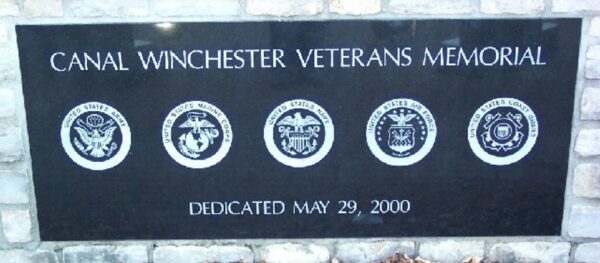 CANAL WINCHESTER VETERANS MEMORIAL
UNITED STATES ARMY
UNITED STATES MARINE CORPS
UNITED STATES NAVY
UNITED STATES AIR FORCE
UNITED STATES COAST GUARD
DEDICATED MAY 29, 2000